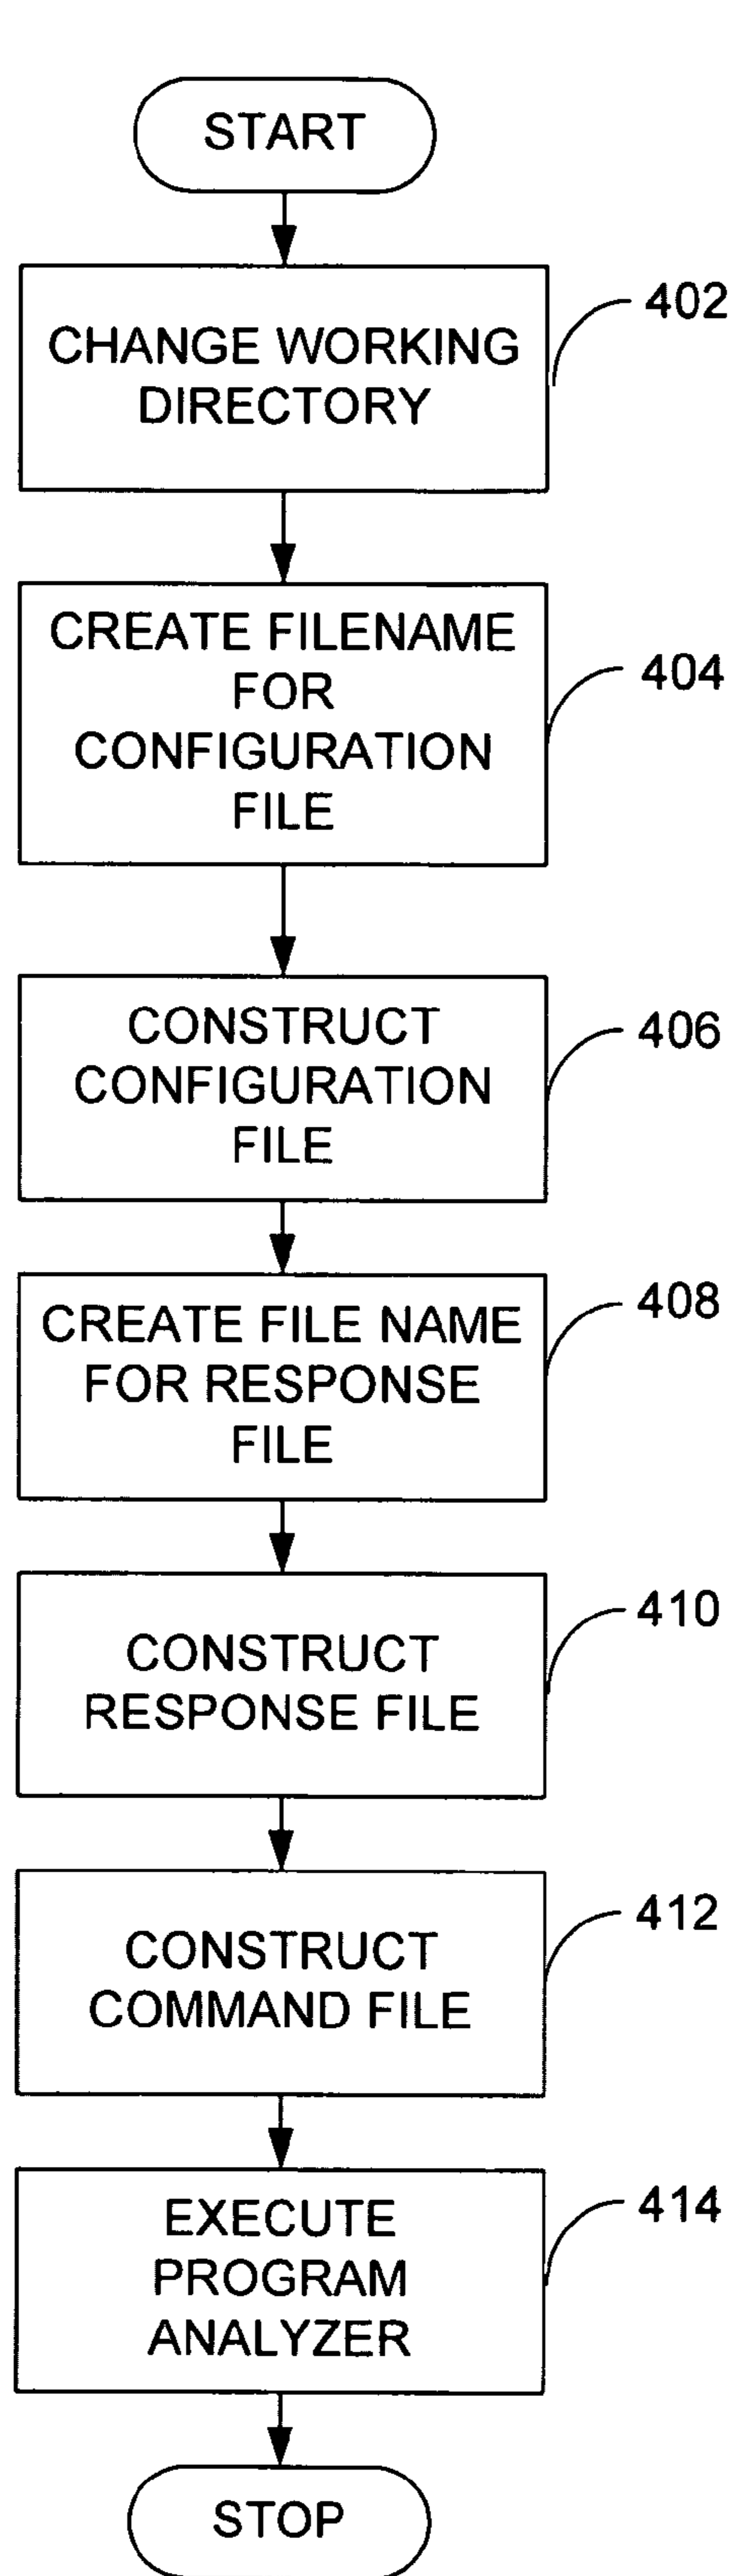 START
CHANGE WORKING
DIRECTORY
402
CREATE FILENAME
FOR
CONFIGURATION
FILE
404
CONSTRUCT
CONFIGURATION
FILE
406
CREATE FILE NAME
FOR RESPONSE
FILE
408
CONSTRUCT
RESPONSE FILE
410
CONSTRUCT
COMMAND FILE
412
EXECUTE
PROGRAM
ANALYZER
414
STOP